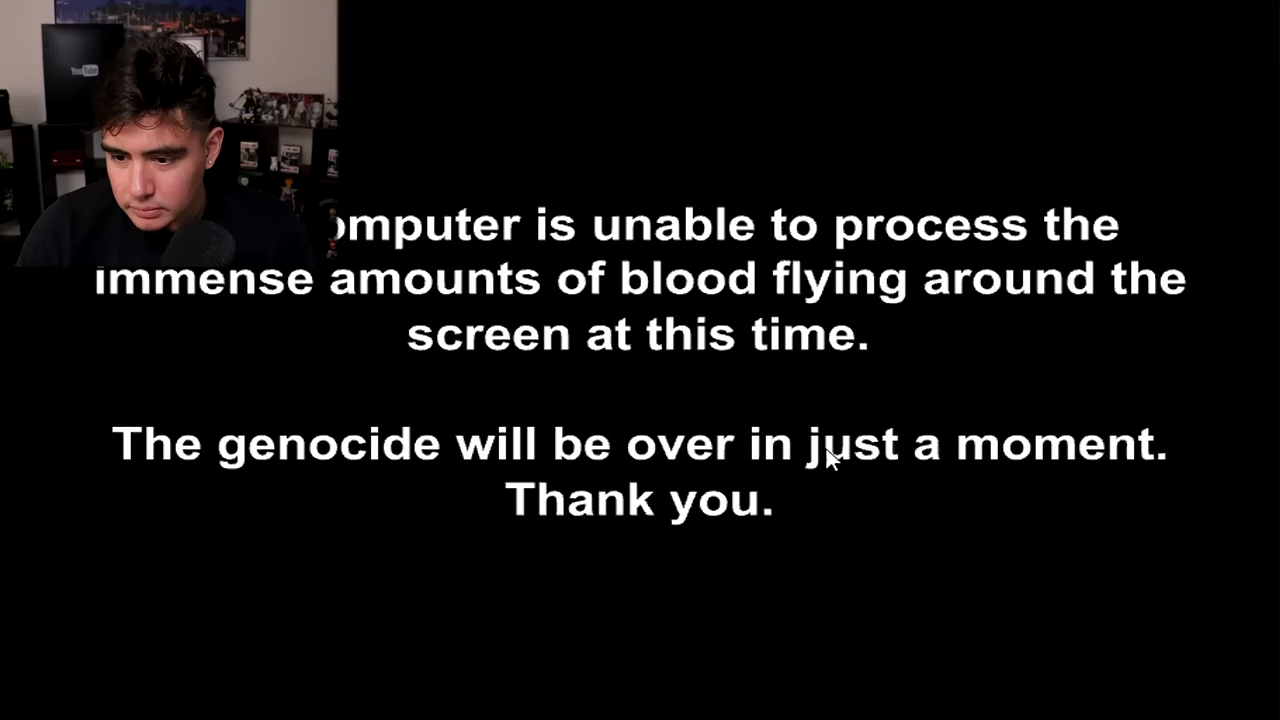 YouTube
omputer is unable to process the
immense amounts of blood flying around the
screen at this time.
The genocide will be over in just a moment.
Thank you.